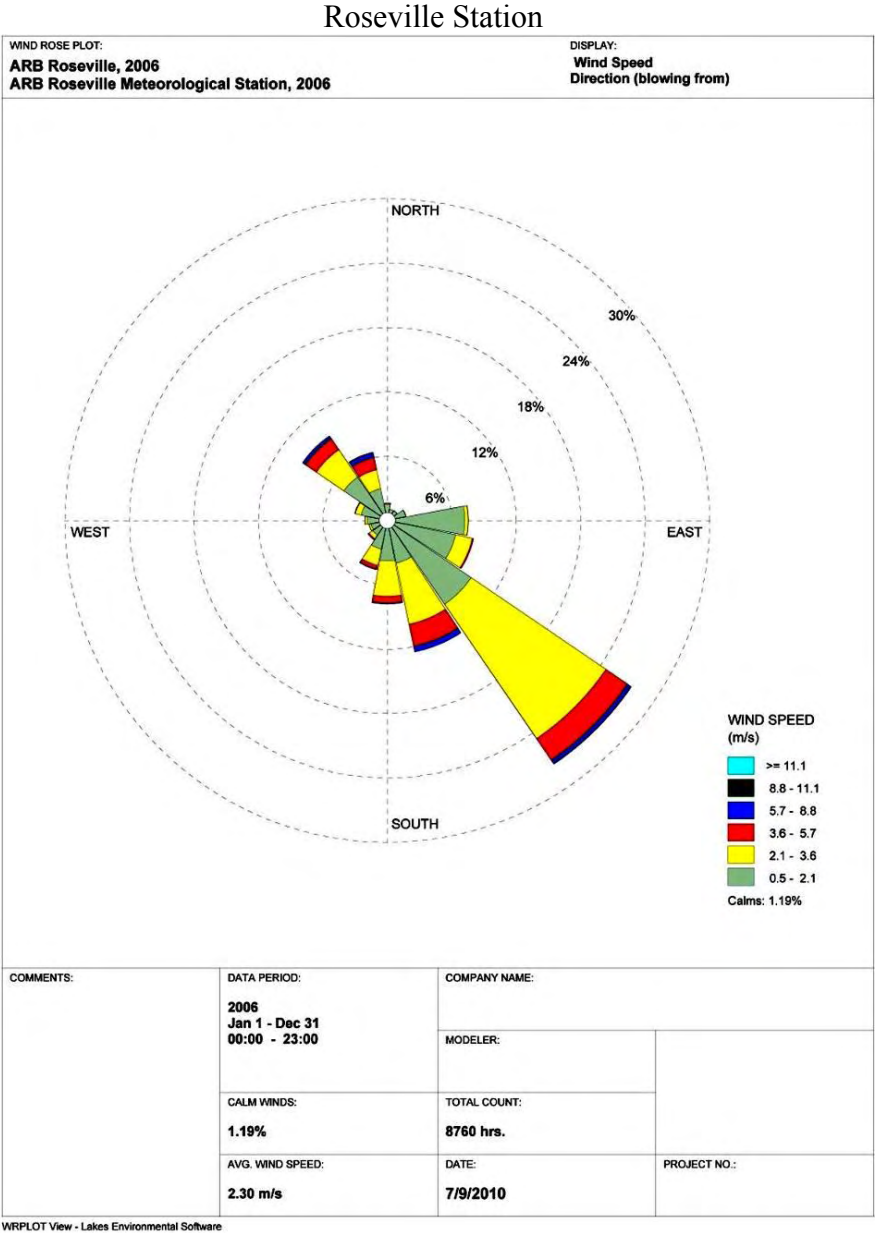 Roseville Station
WIND ROSE PLOT:
ARB Roseville, 2006
ARB Roseville Meteorological Station, 2006
DISPLAY:
Wind Speed
Direction (blowing from)
NORTH
30%
24%
18%
12%
6%
WEST
EAST
SOUTH
WIND SPEED
(m/s)
>= 11.1
8.8 - 11.1
5.7 - 8.8
3.6 - 5.7
2.1 - 3.6
0.5 - 2.1
Calms: 1.19%
COMMENTS:
DATA PERIOD:
2006
Jan 1 - Dec 31
00:00 - 23:00
COMPANY NAME:
MODELER:
CALM WINDS:
1.19%
TOTAL COUNT:
8760 hrs.
AVG. WIND SPEED:
2.30 m/s
DATE:
7/9/2010
PROJECT NO.:
WRPLOT View - Lakes Environmental Software